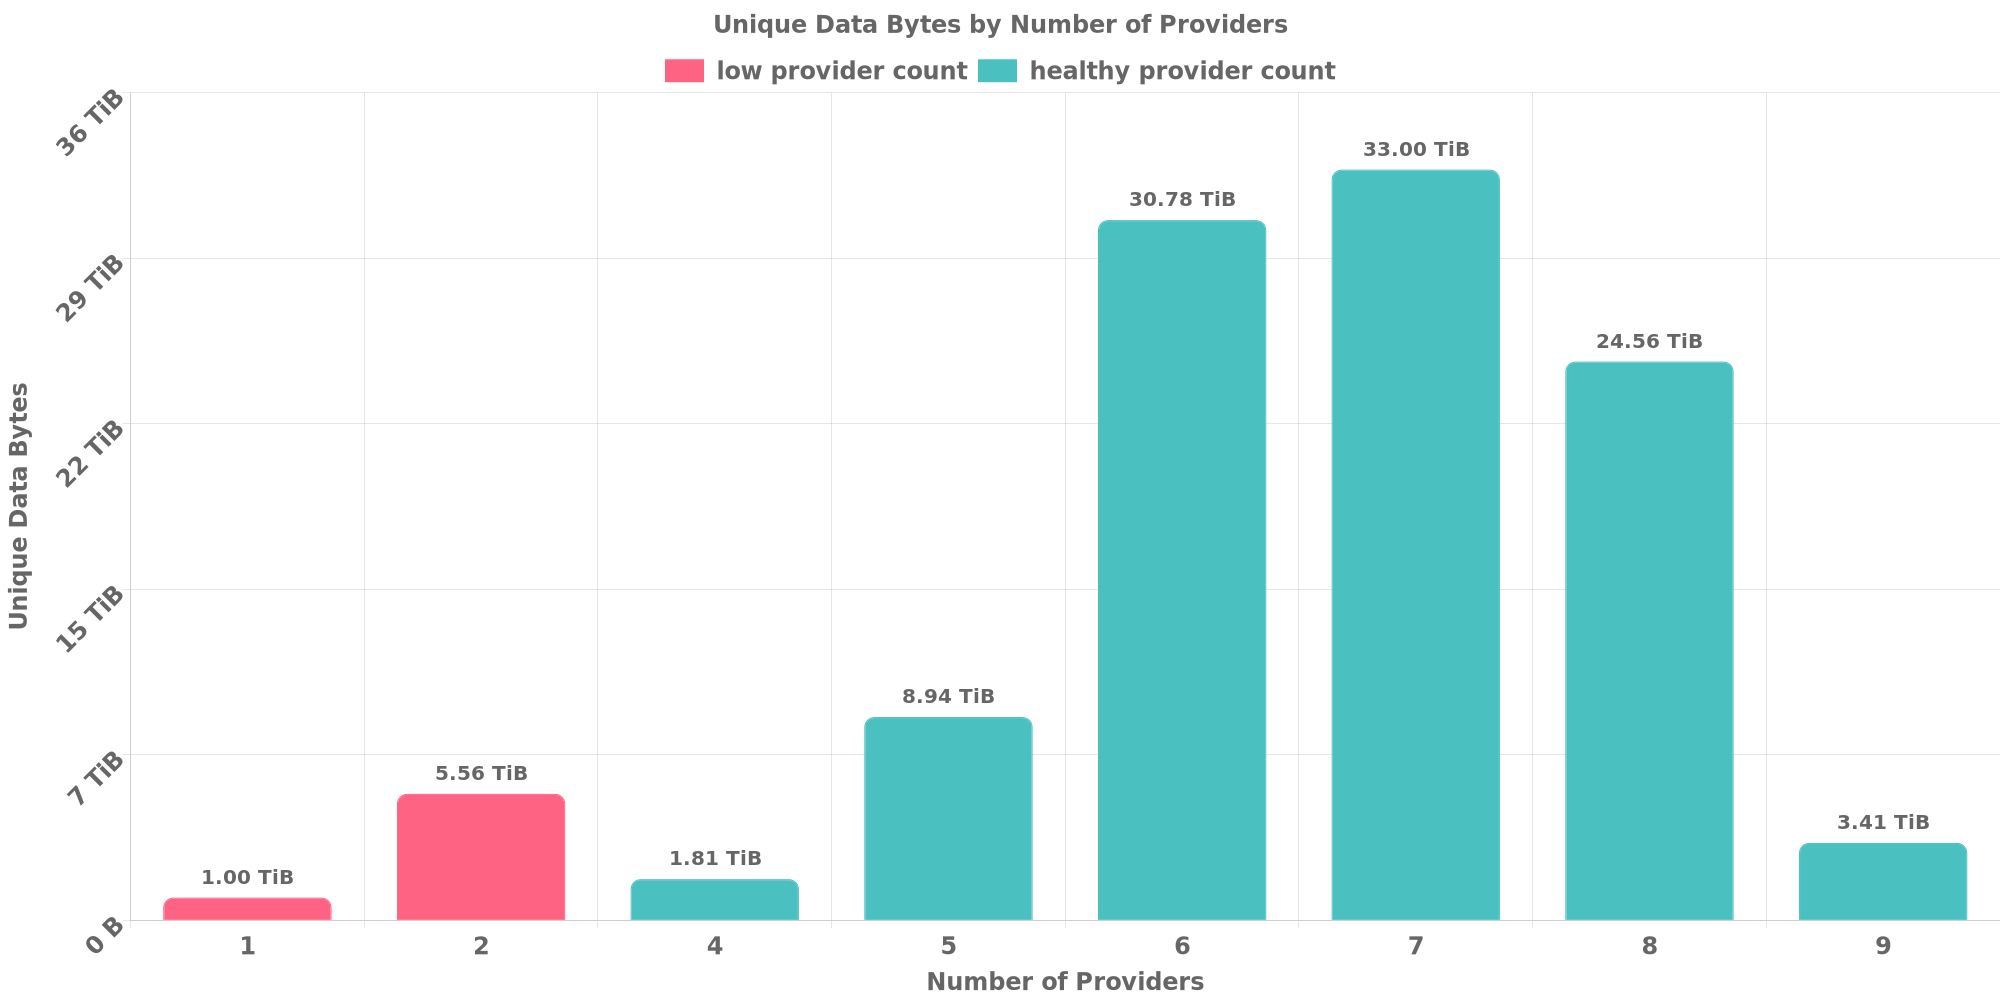 Unique Data Bytes by Number of Providers
low provider count healthy provider count
36 TiB
29 TiB
22 TiB
15 TiB
7 TiB
0 B
Unique Data Bytes
1.00 TiB
5.56 TiB
1.81 TiB
8.94 TiB
30.78 TiB
33.00 TiB
24.56 TiB
3.41 TiB
1 2 4 5 6 7 8 9
Number of Providers